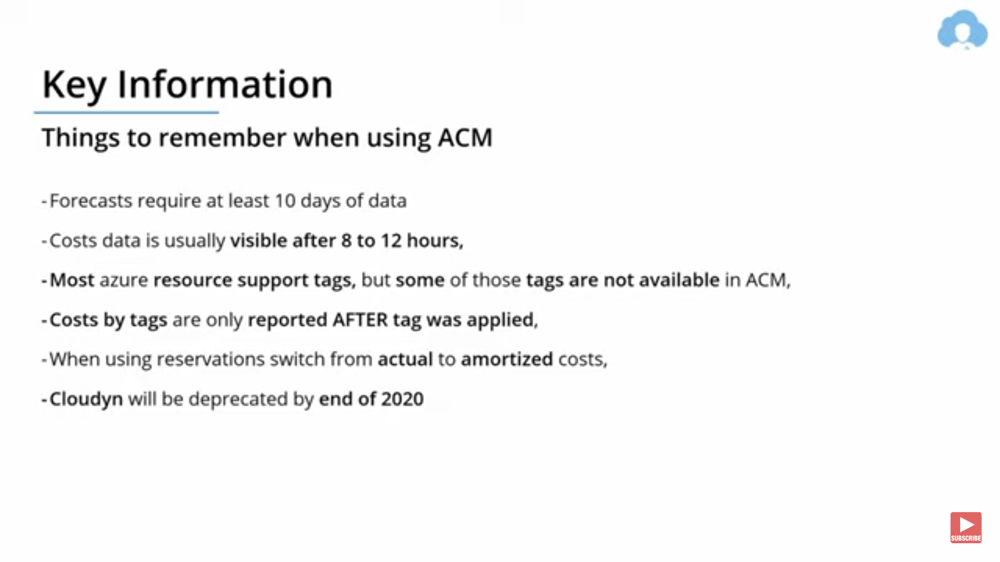 Key Information
Things to remember when using ACM
-Forecasts require at least 10 days of data
-Costs data is usually visible after 8 to 12 hours,
-Most azure resource support tags, but some of those tags are not available in ACM,
-Costs by tags are only reported AFTER tag was applied,
-When using reservations switch from actual to amortized costs,
-Cloudyn will be deprecated by end of 2020
SUBSCRIBE